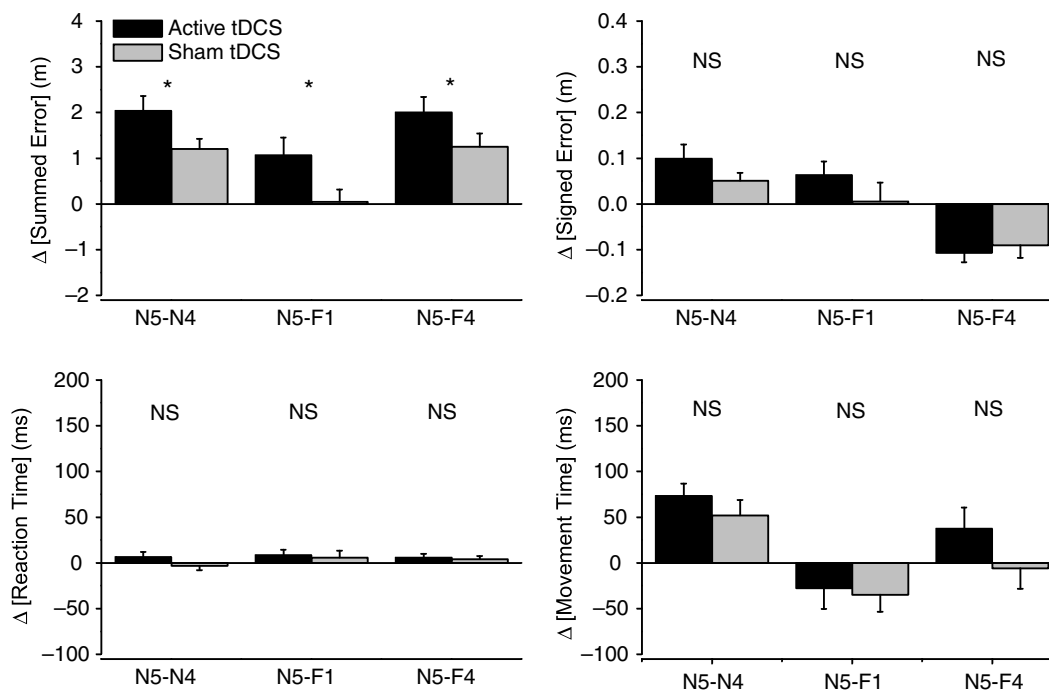 Active tDCS
Sham tDCS
Δ [Summed Error] (m)
4
3
2
1
0
–1
–2
* * *
N5-N4 N5-F1 N5-F4
Δ [Signed Error] (m)
0.4
0.3
0.2
0.1
0.0
–0.1
–0.2
NS NS NS
N5-N4 N5-F1 N5-F4
Δ [Reaction Time] (ms)
200
150
100
50
0
–50
–100
NS NS NS
N5-N4 N5-F1 N5-F4
Δ [Movement Time] (ms)
200
150
100
50
0
–50
–100
NS NS NS
N5-N4 N5-F1 N5-F4